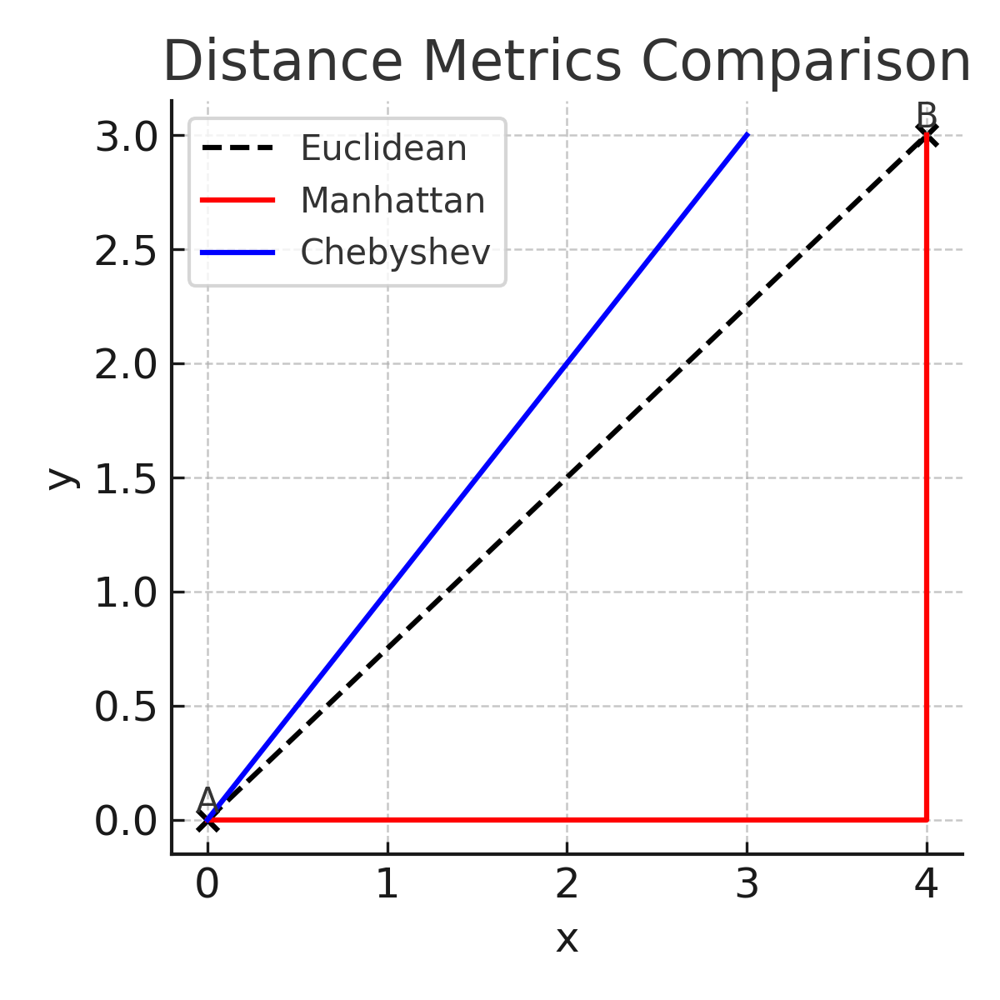 Distance Metrics Comparison
B
3.0
Euclidean
Manhattan
2.5
Chebyshev
2.0
y
1.5
1.0
0.5
A
0.0
0 1 2 3 4
x